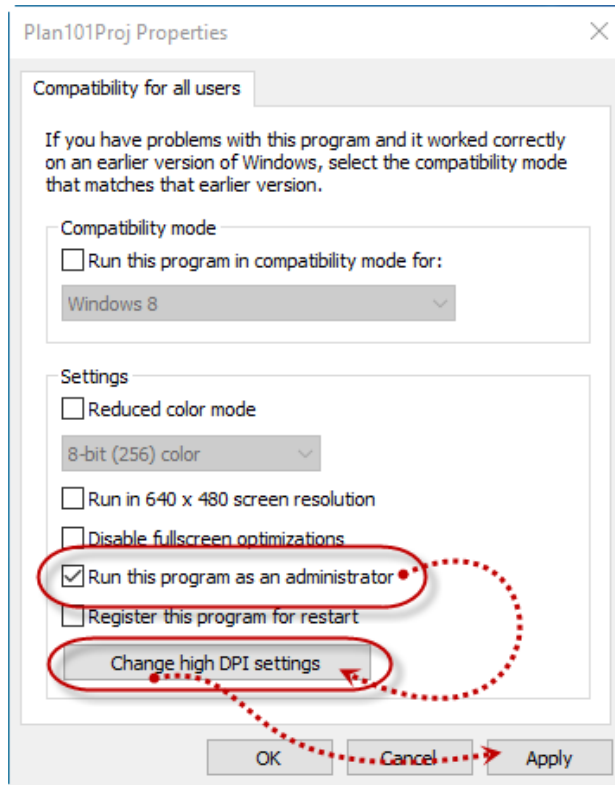 Plan101Proj Properties
Compatibility for all users
If you have problems with this program and it worked correctly
on an earlier version of Windows, select the compatibility mode
that matches that earlier version.
Compatibility mode
Run this program in compatibility mode for:
Windows 8
Settings
Reduced color mode
8-bit (256) color
Run in 640 x 480 screen resolution
Disable fullscreen optimizations
Run this program as an administrator
Register this program for restart
Change high DPI settings
OK
Cancel
Apply